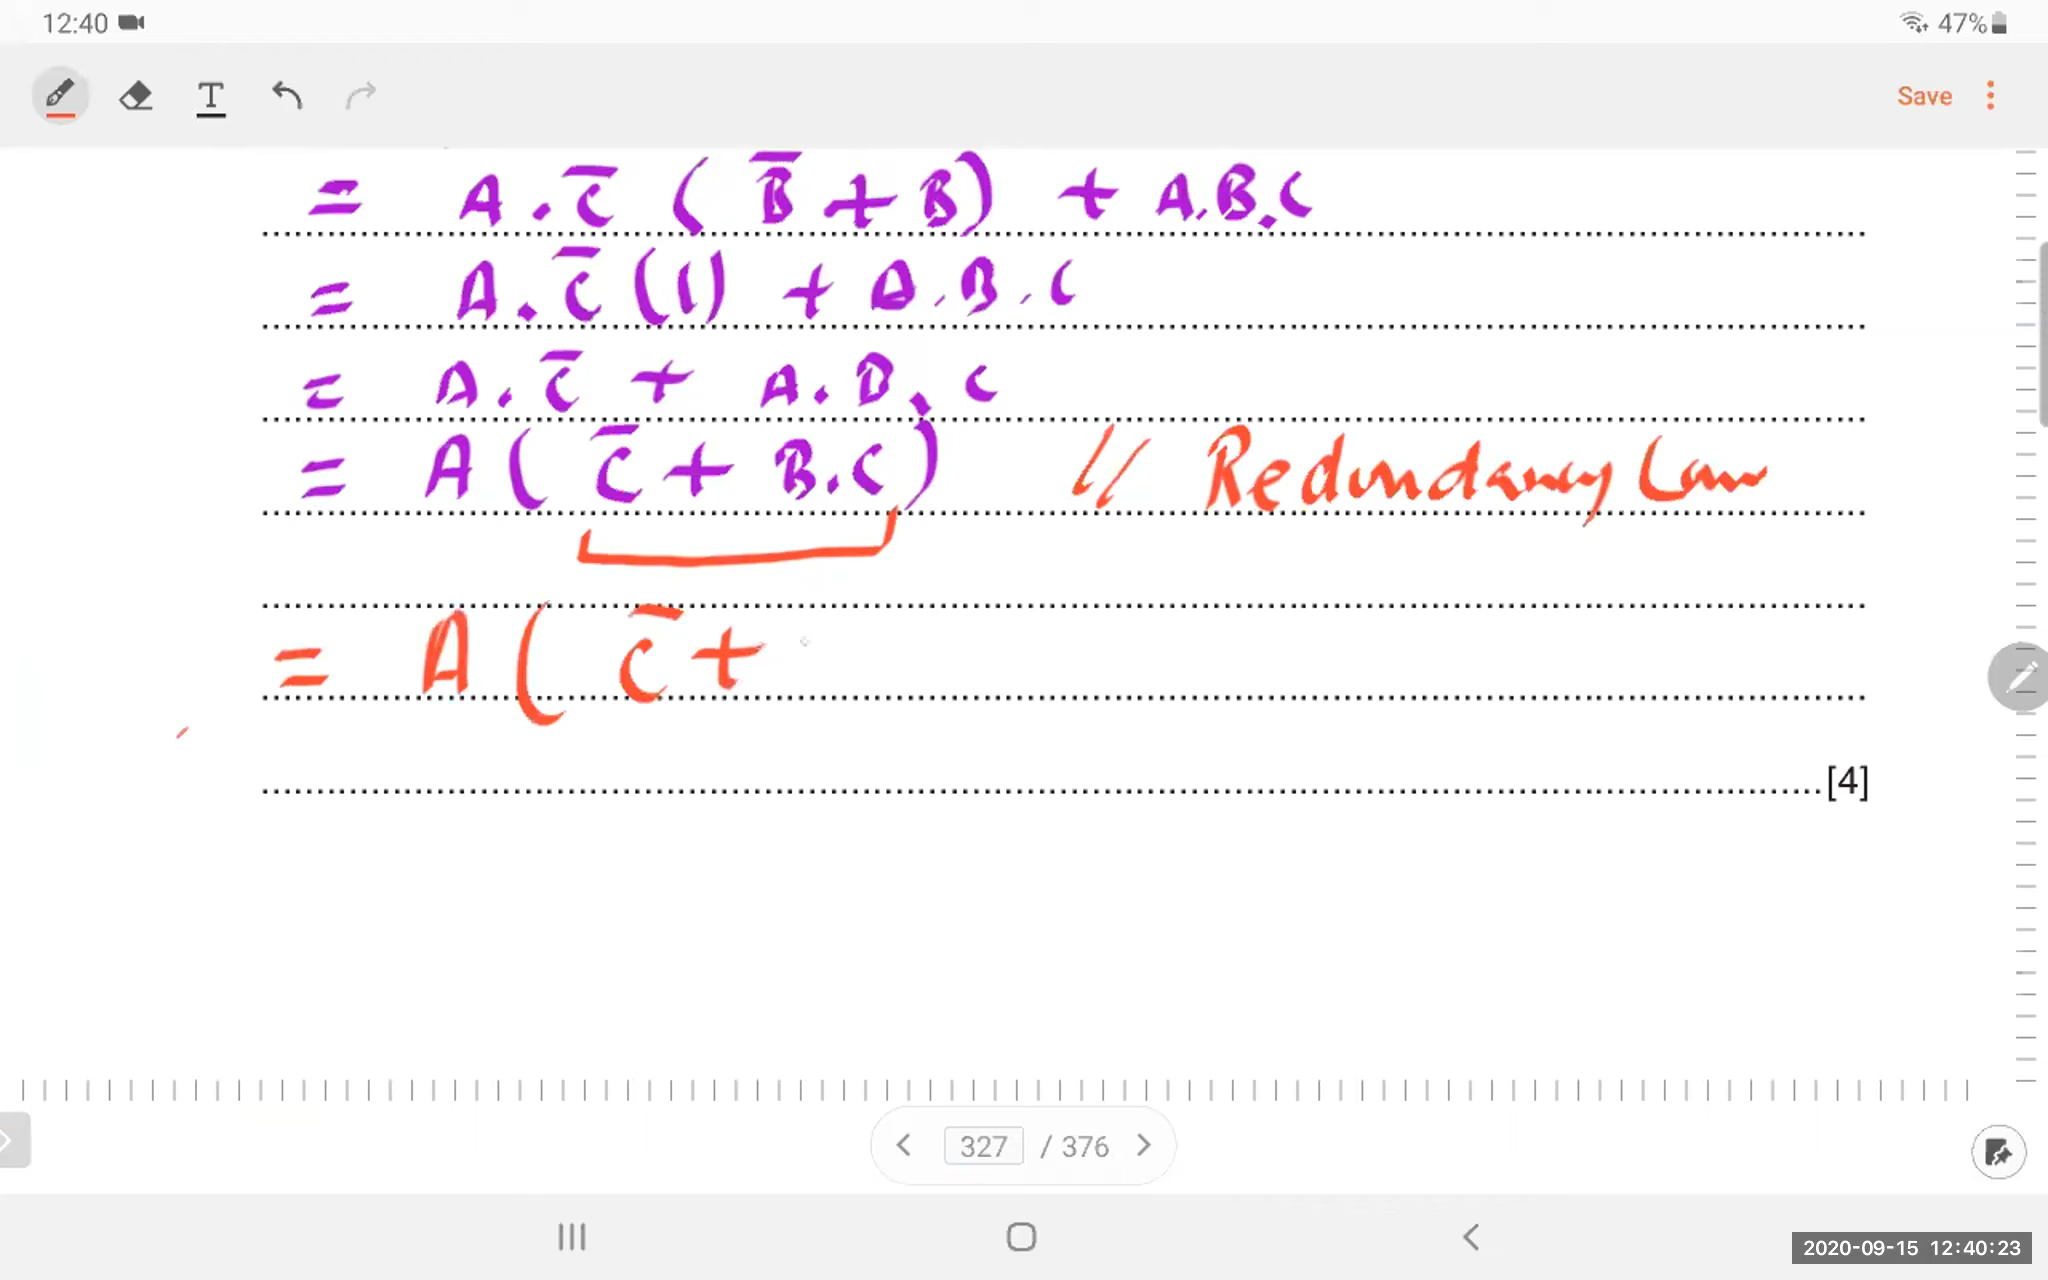 12:40 47%
T Save
= A.C̅ ( B̅ + B) + A.B.C
= A.C̅ (1) + A.B.C
= A.C̅ + A.B.C
= A( C̅ + B.C) // Redundancy Law
= A( C̅ +
[4]
327 / 376
2020-09-15 12:40:23